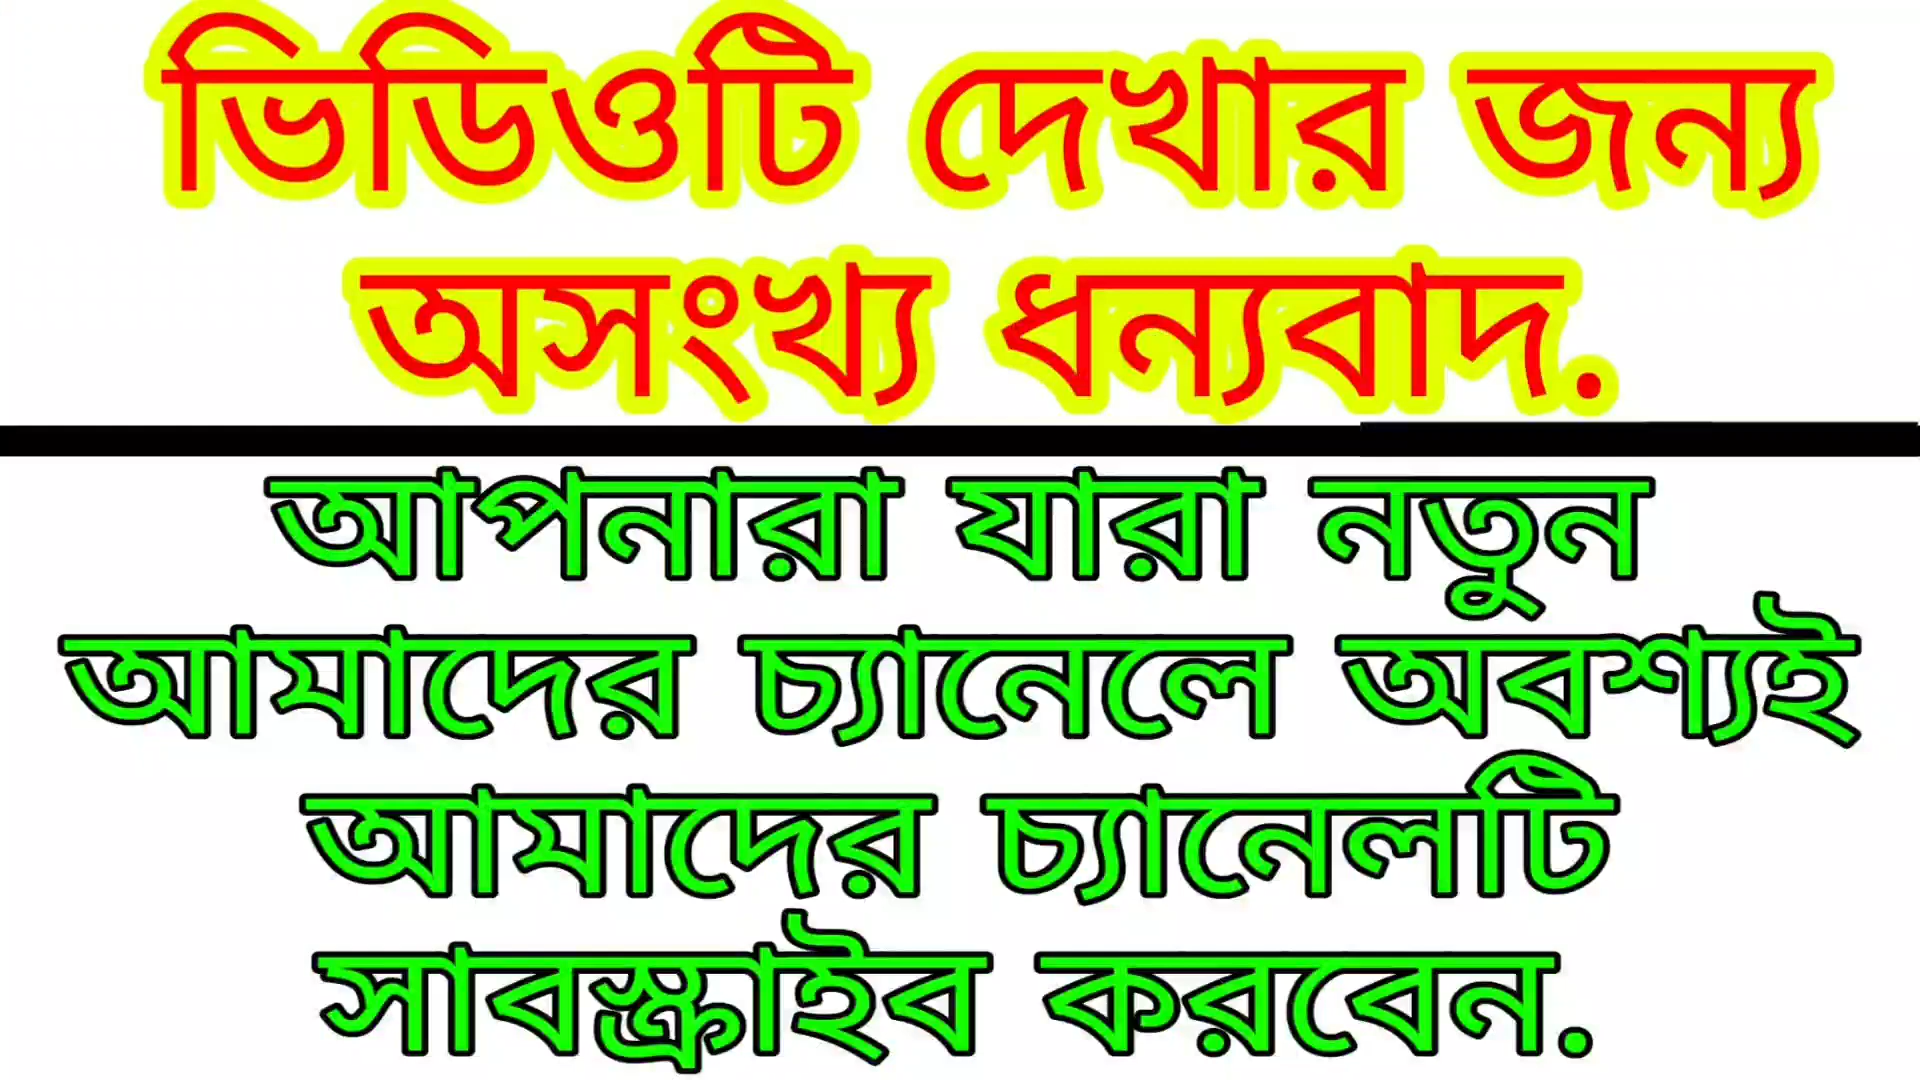 ভিডিওটি দেখার জন্য
অসংখ্য ধন্যবাদ.
আপনারা যারা নতুন
আমাদের চ্যানেলে অবশ্যই
আমাদের চ্যানেলটি
সাবস্ক্রাইব করবেন.